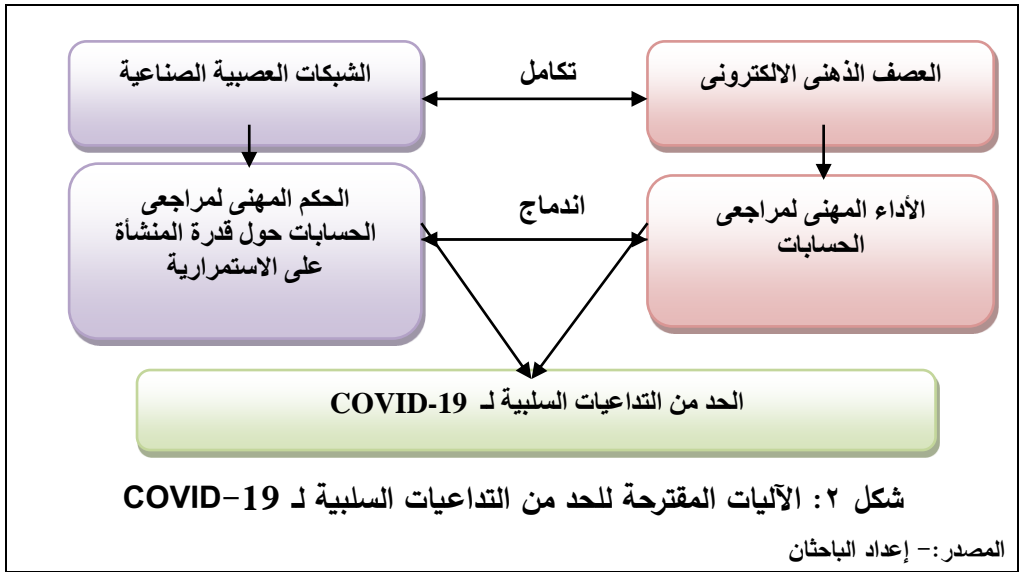 العصف الذهنى الالكترونى
تكامل
الشبكات العصبية الصناعية
الأداء المهنى لمراجعى
الحسابات
اندماج
الحكم المهنى لمراجعى
الحسابات حول قدرة المنشأة
على الاستمرارية
الحد من التداعيات السلبية لـ COVID-19
شكل ٢: الآليات المقترحة للحد من التداعيات السلبية لـ COVID-19
المصدر:- إعداد الباحثان